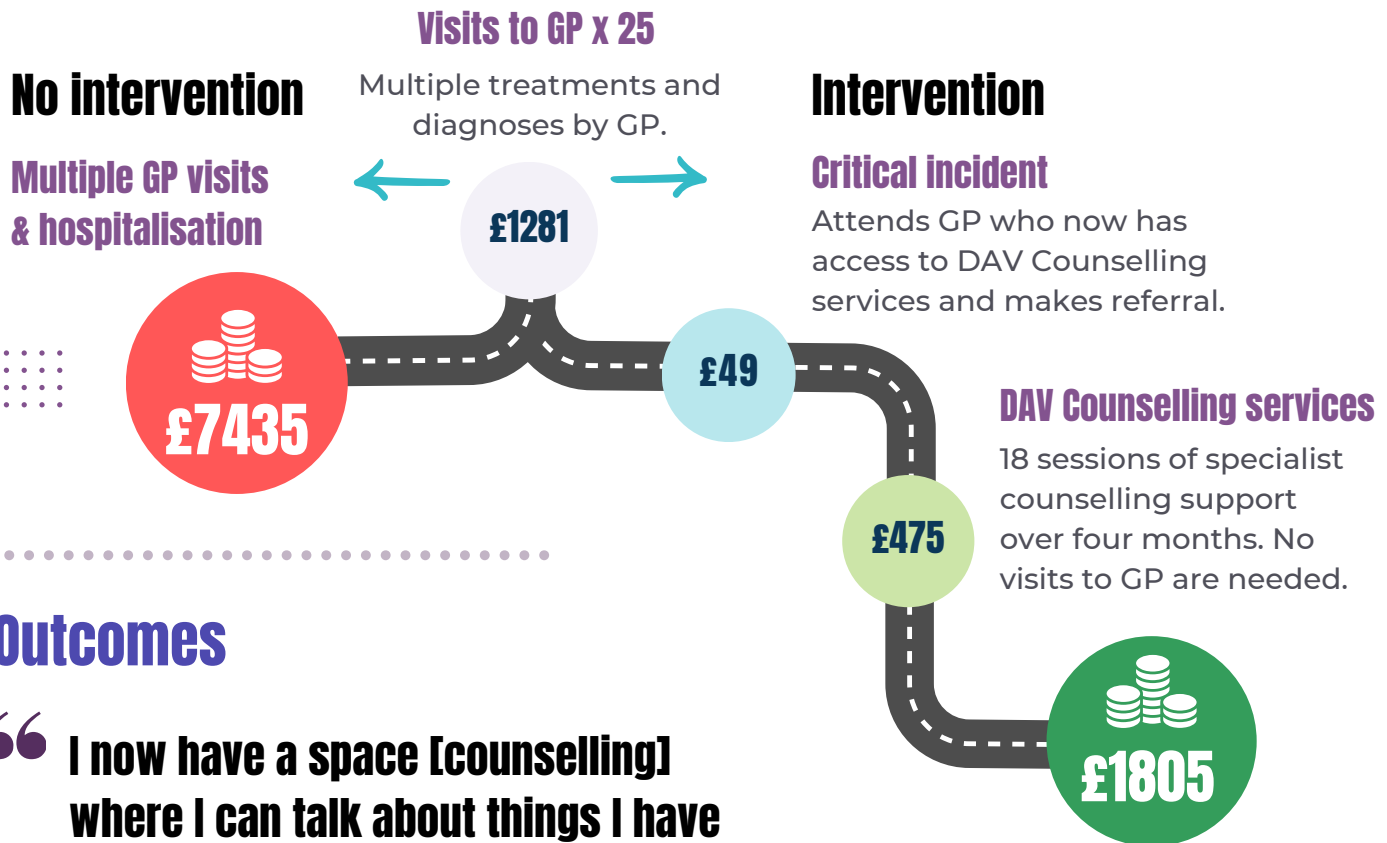 Visits to GP x 25
Multiple treatments and
diagnoses by GP.
No intervention
Multiple GP visits
& hospitalisation
£7435
£1281
Intervention
Critical incident
Attends GP who now has
access to DAV Counselling
services and makes referral.
£49
DAV Counselling services
18 sessions of specialist
counselling support
over four months. No
visits to GP are needed.
£475
£1805
Outcomes
“ I now have a space [counselling]
where I can talk about things I have